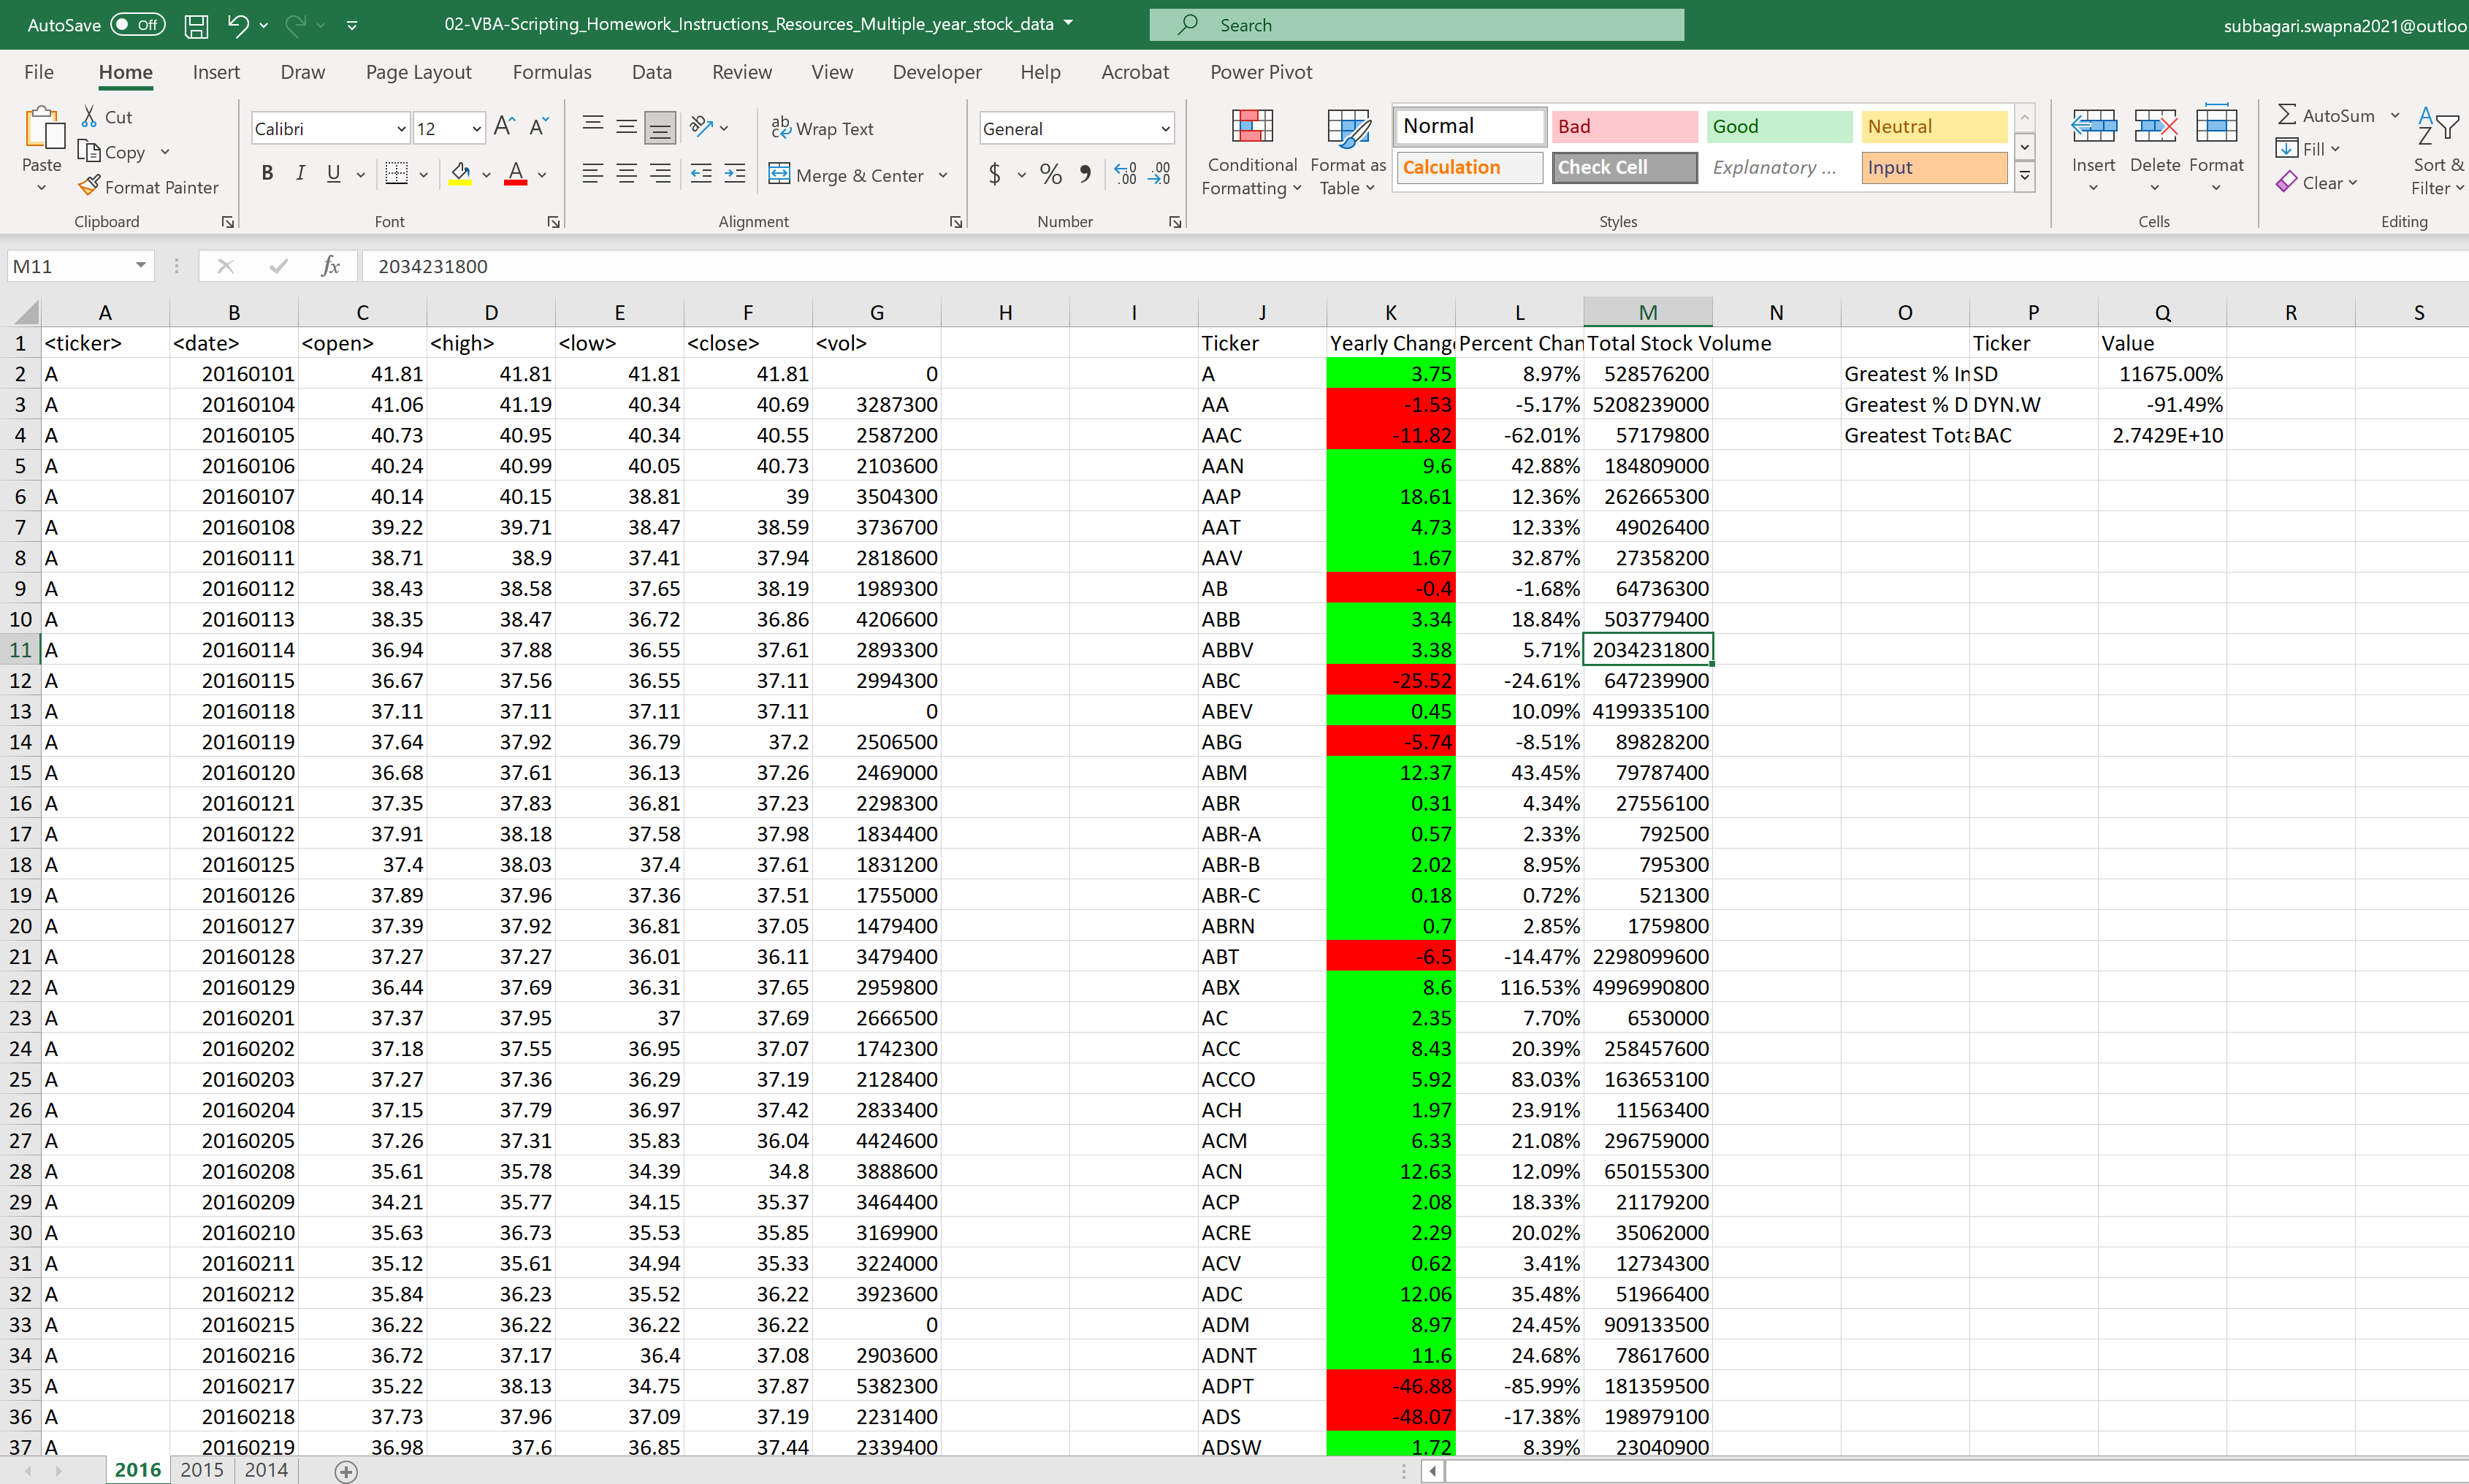 AutoSave Off 02-VBA-Scripting_Homework_Instructions_Resources_Multiple_year_stock_data Search subbagari.swapna2021@outloo
File Home Insert Draw Page Layout Formulas Data Review View Developer Help Acrobat Power Pivot
Paste Cut Copy Format Painter Clipboard
Calibri 12 B I U A Font
ab Wrap Text Merge & Center Alignment
General $ % .00 .00 Number
Conditional Formatting Format as Table Normal Bad Good Neutral Calculation Check Cell Explanatory ... Input Styles
Insert Delete Format Cells
AutoSum Fill Clear Sort & Filter Editing
M11 fx 2034231800
A B C D E F G H I J K L M N O P Q R S
1 <ticker> <date> <open> <high> <low> <close> <vol> Ticker Yearly Chang Percent Chan Total Stock Volume Ticker Value
2 A 20160101 41.81 41.81 41.81 41.81 0 A 3.75 8.97% 528576200 Greatest % In SD 11675.00%
3 A 20160104 41.06 41.19 40.34 40.69 3287300 AA -1.53 -5.17% 5208239000 Greatest % D DYN.W -91.49%
4 A 20160105 40.73 40.95 40.34 40.55 2587200 AAC -11.82 -62.01% 57179800 Greatest Tota BAC 2.7429E+10
5 A 20160106 40.24 40.99 40.05 40.73 2103600 AAN 9.6 42.88% 184809000
6 A 20160107 40.14 40.15 38.81 39 3504300 AAP 18.61 12.36% 262665300
7 A 20160108 39.22 39.71 38.47 38.59 3736700 AAT 4.73 12.33% 49026400
8 A 20160111 38.71 38.9 37.41 37.94 2818600 AAV 1.67 32.87% 27358200
9 A 20160112 38.43 38.58 37.65 38.19 1989300 AB -0.4 -1.68% 64736300
10 A 20160113 38.35 38.47 36.72 36.86 4206600 ABB 3.34 18.84% 503779400
11 A 20160114 36.94 37.88 36.55 37.61 2893300 ABBV 3.38 5.71% 2034231800
12 A 20160115 36.67 37.56 36.55 37.11 2994300 ABC -25.52 -24.61% 647239900
13 A 20160118 37.11 37.11 37.11 37.11 0 ABEV 0.45 10.09% 4199335100
14 A 20160119 37.64 37.92 36.79 37.2 2506500 ABG -5.74 -8.51% 89828200
15 A 20160120 36.68 37.61 36.13 37.26 2469000 ABM 12.37 43.45% 79787400
16 A 20160121 37.35 37.83 36.81 37.23 2298300 ABR 0.31 4.34% 27556100
17 A 20160122 37.91 38.18 37.58 37.98 1834400 ABR-A 0.57 2.33% 792500
18 A 20160125 37.4 38.03 37.4 37.61 1831200 ABR-B 2.02 8.95% 795300
19 A 20160126 37.89 37.96 37.36 37.51 1755000 ABR-C 0.18 0.72% 521300
20 A 20160127 37.39 37.92 36.81 37.05 1479400 ABRN 0.7 2.85% 1759800
21 A 20160128 37.27 37.27 36.01 36.11 3479400 ABT -6.5 -14.47% 2298099600
22 A 20160129 36.44 37.69 36.31 37.65 2959800 ABX 8.6 116.53% 4996990800
23 A 20160201 37.37 37.95 37 37.69 2666500 AC 2.35 7.70% 6530000
24 A 20160202 37.18 37.55 36.95 37.07 1742300 ACC 8.43 20.39% 258457600
25 A 20160203 37.27 37.36 36.29 37.19 2128400 ACCO 5.92 83.03% 163653100
26 A 20160204 37.15 37.79 36.97 37.42 2833400 ACH 1.97 23.91% 11563400
27 A 20160205 37.26 37.31 35.83 36.04 4424600 ACM 6.33 21.08% 296759000
28 A 20160208 35.61 35.78 34.39 34.8 3888600 ACN 12.63 12.09% 650155300
29 A 20160209 34.21 35.77 34.15 35.37 3464400 ACP 2.08 18.33% 21179200
30 A 20160210 35.63 36.73 35.53 35.85 3169900 ACRE 2.29 20.02% 35062000
31 A 20160211 35.12 35.61 34.94 35.33 3224000 ACV 0.62 3.41% 12734300
32 A 20160212 35.84 36.23 35.52 36.22 3923600 ADC 12.06 35.48% 51966400
33 A 20160215 36.22 36.22 36.22 36.22 0 ADM 8.97 24.45% 909133500
34 A 20160216 36.72 37.17 36.4 37.08 2903600 ADNT 11.6 24.68% 78617600
35 A 20160217 35.22 38.13 34.75 37.87 5382300 ADPT -46.88 -85.99% 181359500
36 A 20160218 37.73 37.96 37.09 37.19 2231400 ADS -48.07 -17.38% 198979100
37 A 20160219 36.98 37.6 36.85 37.44 2339400 ADSW 1.72 8.39% 23040900
2016 2015 2014